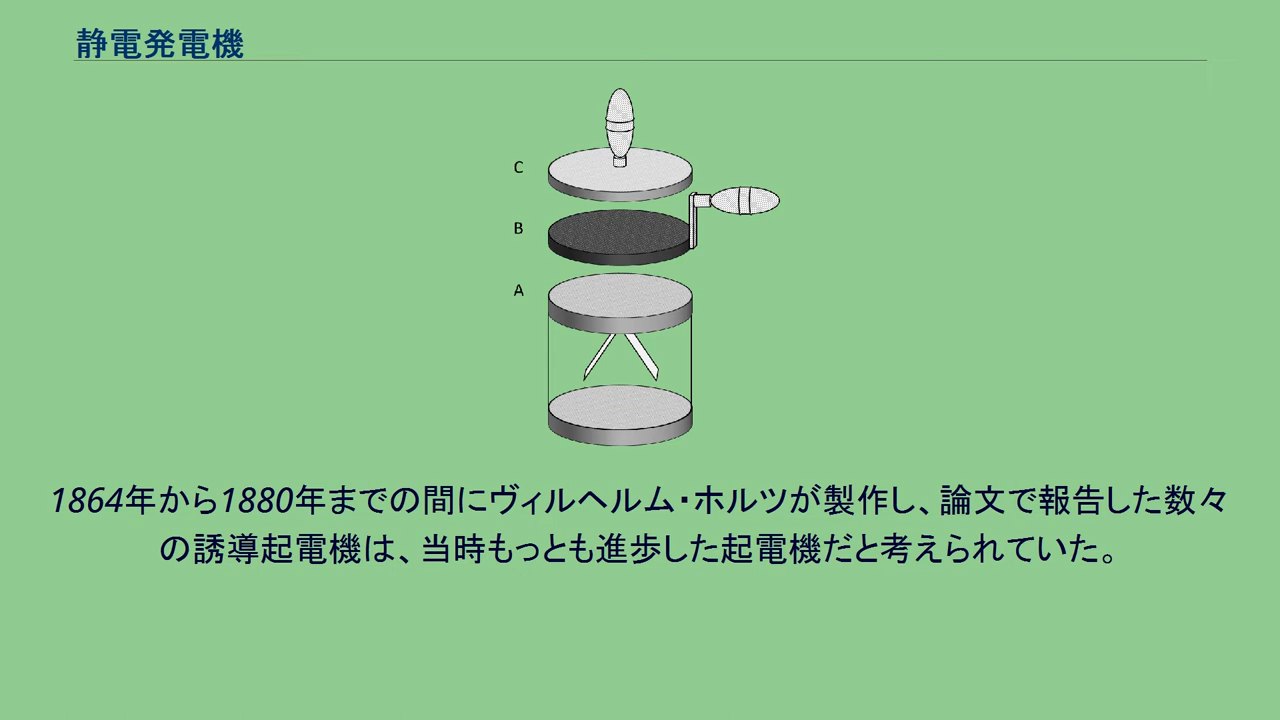 静電発電機
C
B
A
1864年から1880年までの間にヴィルヘルム・ホルツが製作し、論文で報告した数々
の誘導起電機は、当時もっとも進歩した起電機だと考えられていた。